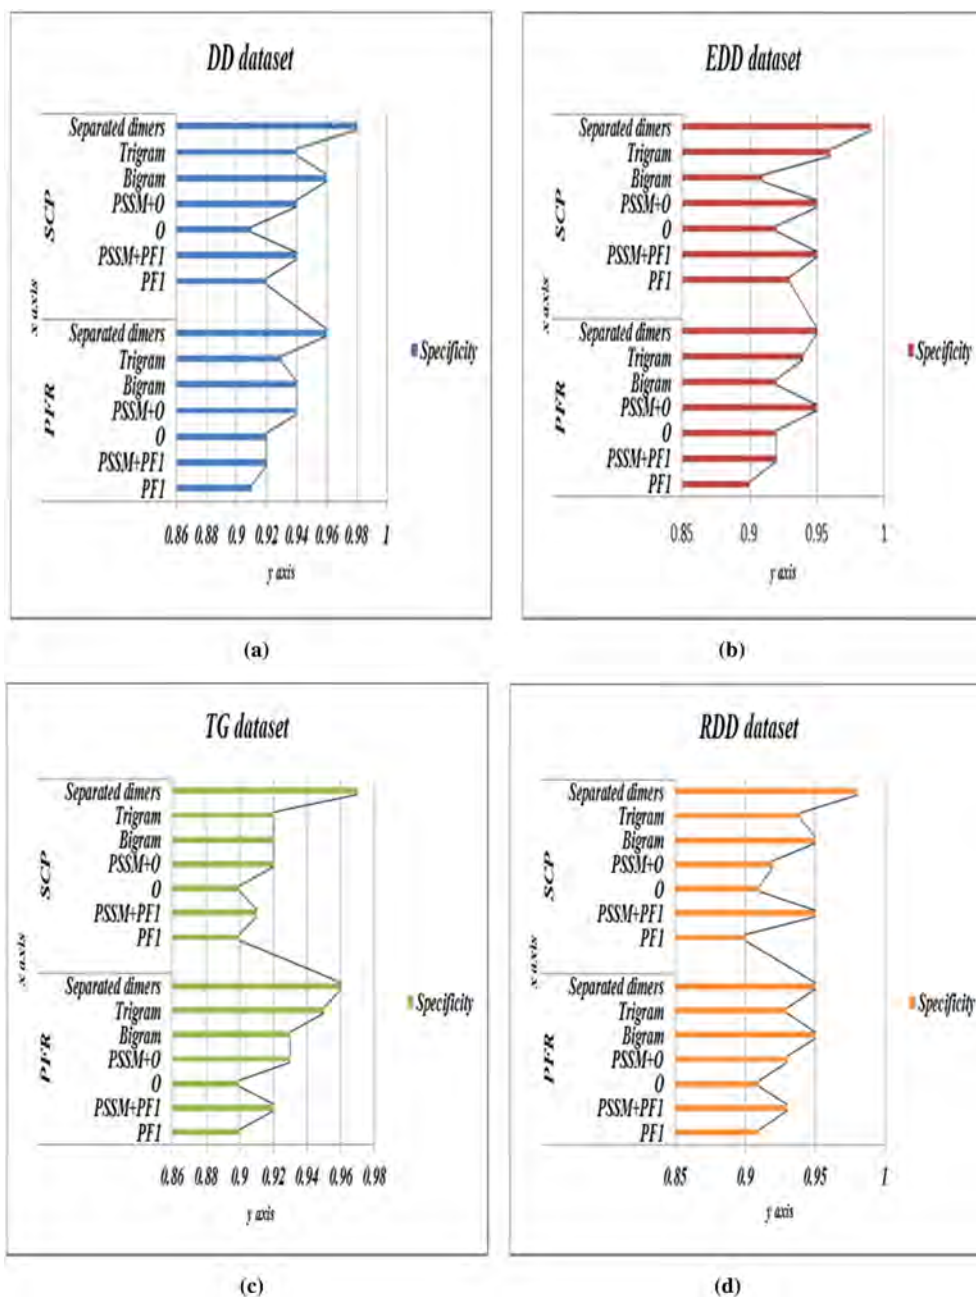 DD dataset
Separated dimers
Trigram
Bigram
PSSM+O
O
PSSM+PF1
PF1
SCP
Separated dimers
Trigram
Bigram
PSSM+O
O
PSSM+PF1
PF1
PFR
x axis
Specificity
0.86 0.88 0.9 0.92 0.94 0.96 0.98 1
y axis
(a)
EDD dataset
Separated dimers
Trigram
Bigram
PSSM+O
O
PSSM+PF1
PF1
SCP
Separated dimers
Trigram
Bigram
PSSM+O
O
PSSM+PF1
PF1
PFR
x axis
Specificity
0.85 0.9 0.95 1
y axis
(b)
TG dataset
Separated dimers
Trigram
Bigram
PSSM+O
O
PSSM+PF1
PF1
SCP
Separated dimers
Trigram
Bigram
PSSM+O
O
PSSM+PF1
PF1
PFR
x axis
Specificity
0.86 0.88 0.9 0.92 0.94 0.96 0.98
y axis
(c)
RDD dataset
Separated dimers
Trigram
Bigram
PSSM+O
O
PSSM+PF1
PF1
SCP
Separated dimers
Trigram
Bigram
PSSM+O
O
PSSM+PF1
PF1
PFR
x axis
Specificity
0.85 0.9 0.95 1
y axis
(d)